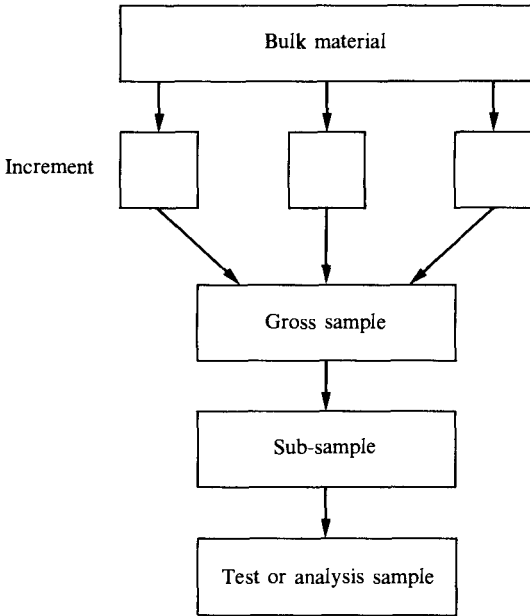 Bulk material
Increment
Gross sample
Sub-sample
Test or analysis sample